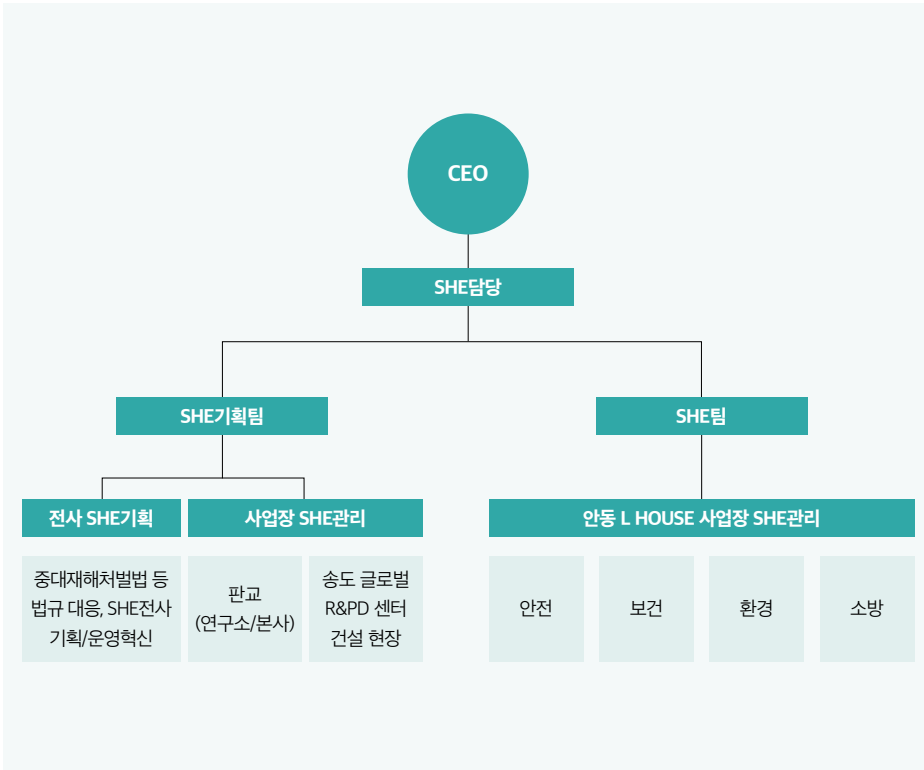 CEO
SHE담당
SHE기획팀
SHE팀
전사 SHE기획
사업장 SHE관리
안동 L HOUSE 사업장 SHE관리
중대재해처벌법 등
법규 대응, SHE전사
기획/운영혁신
판교
(연구소/본사)
송도 글로벌
R&PD 센터
건설 현장
안전
보건
환경
소방